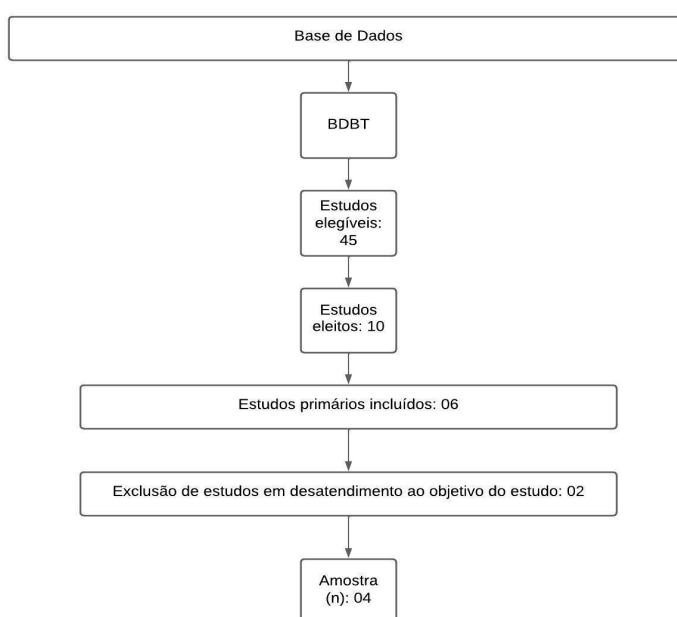 Base de Dados
BDBT
Estudos
elegíveis:
45
Estudos
eleitos: 10
Estudos primários incluídos: 06
Exclusão de estudos em desatendimento ao objetivo do estudo: 02
Amostra
(n): 04